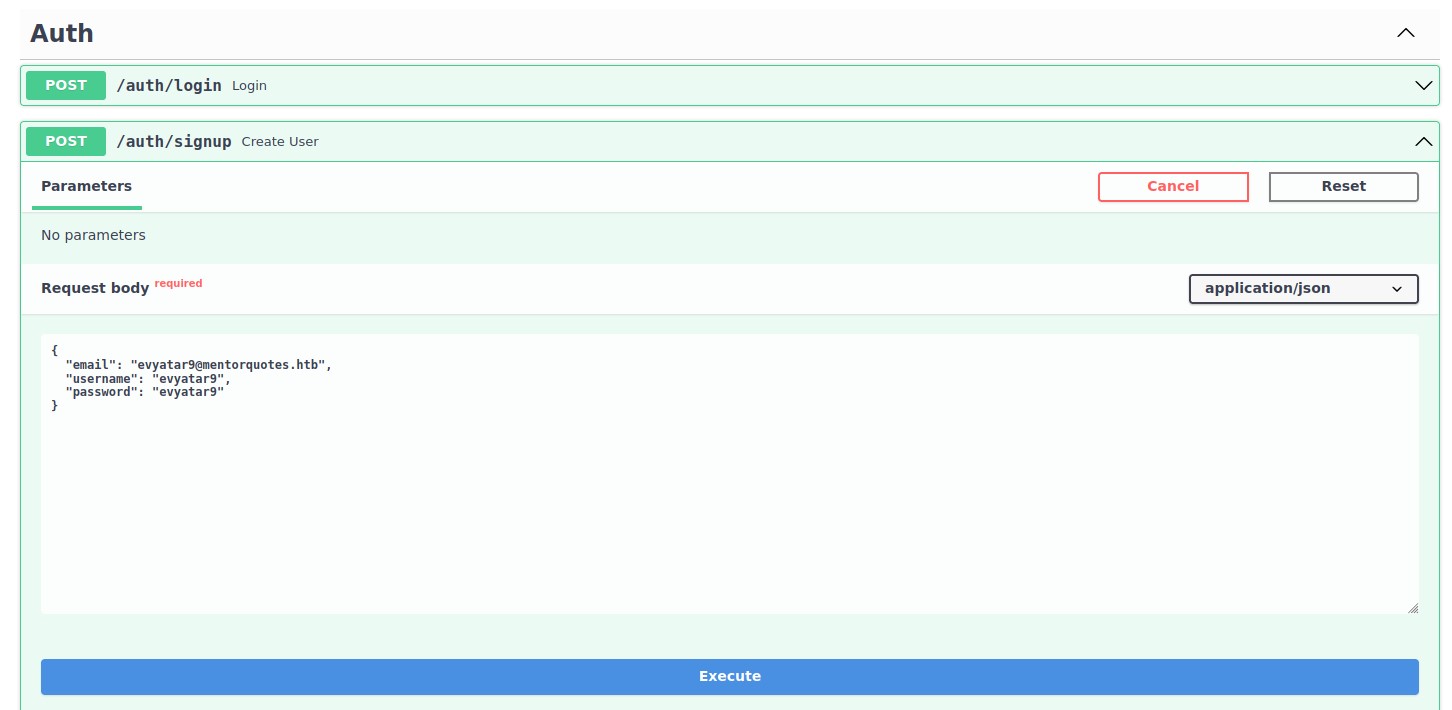 Auth
POST /auth/login Login
POST /auth/signup Create User
Parameters Cancel Reset
No parameters
Request body required application/json
{
  "email": "evyatar9@mentorquotes.htb",
  "username": "evyatar9",
  "password": "evyatar9"
}
Execute